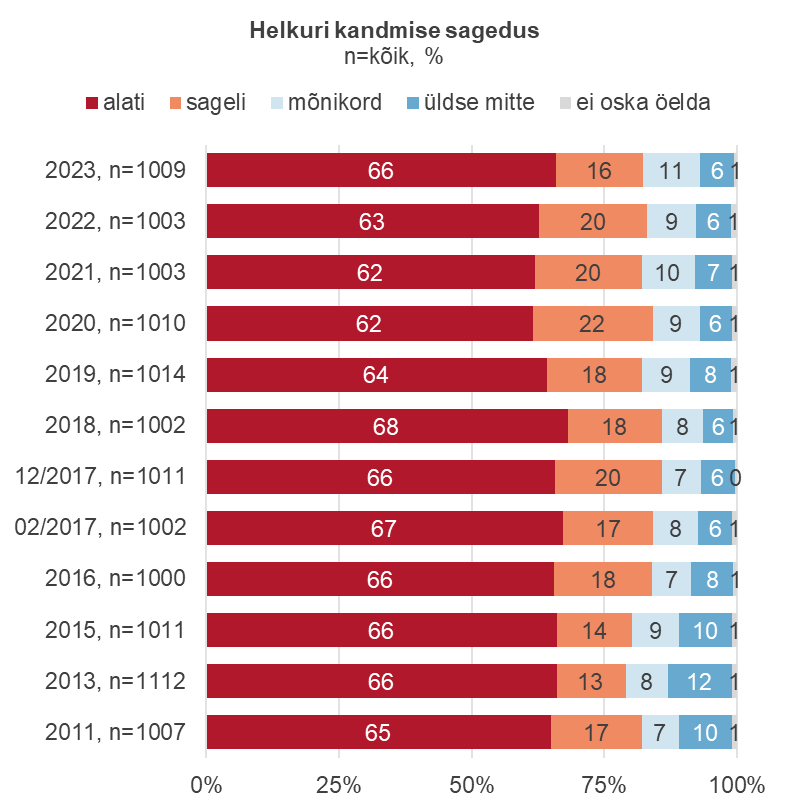 Helkuri kandmise sagedus
n=kõik, %
alati sageli mõnikord üldse mitte ei oska öelda
2023, n=1009 66 16 11 6 1
2022, n=1003 63 20 9 6 1
2021, n=1003 62 20 10 7 1
2020, n=1010 62 22 9 6 1
2019, n=1014 64 18 9 8 1
2018, n=1002 68 18 8 6 1
12/2017, n=1011 66 20 7 6 0
02/2017, n=1002 67 17 8 6 1
2016, n=1000 66 18 7 8 1
2015, n=1011 66 14 9 10 1
2013, n=1112 66 13 8 12 1
2011, n=1007 65 17 7 10 1
0% 25% 50% 75% 100%